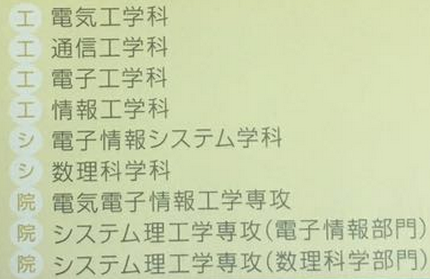 工 電気工学科
工 通信工学科
工 電子工学科
工 情報工学科
シ 電子情報システム学科
シ 数理科学科
院 電気電子情報工学専攻
院 システム理工学専攻(電子情報部門)
院 システム理工学専攻(数理科学部門)